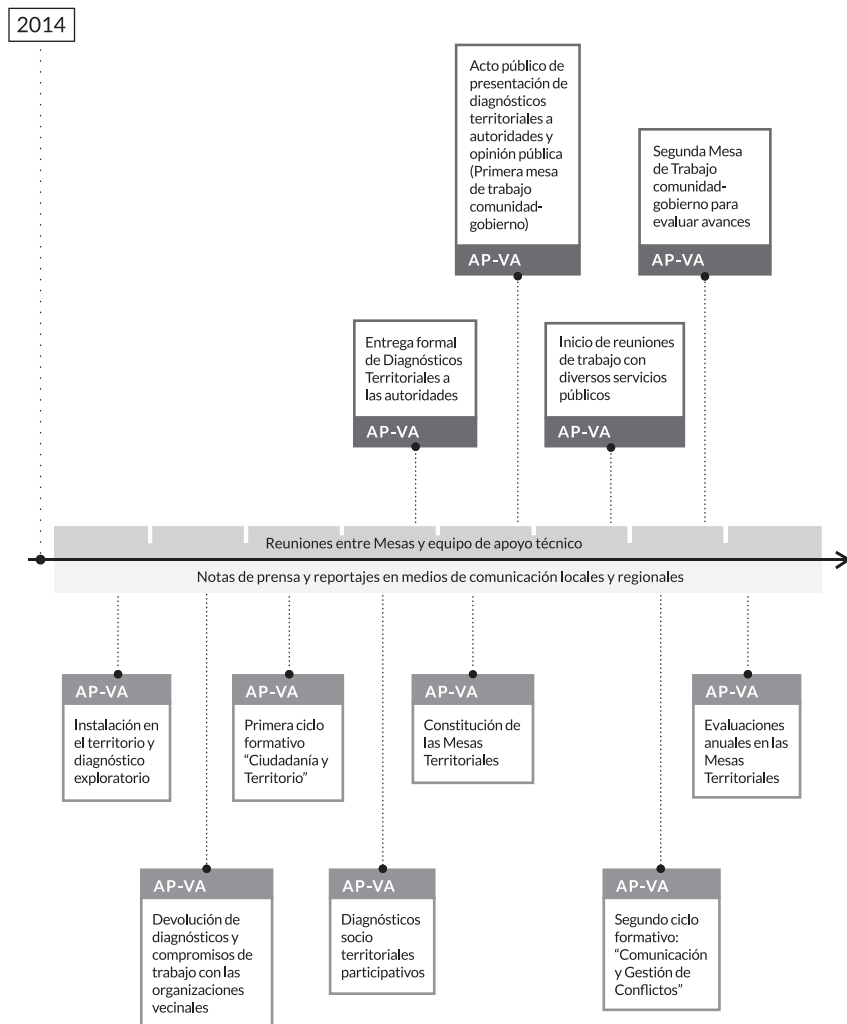 2014
Acto público de
presentación de
diagnósticos
territoriales a
autoridades y
opinión pública
(Primera mesa
de trabajo
comunidad-
gobierno)
AP-VA
Segunda Mesa
de Trabajo
comunidad-
gobierno para
evaluar avances
AP-VA
Entrega formal
de Diagnósticos
Territoriales a
las autoridades
AP-VA
Inicio de reuniones
de trabajo con
diversos servicios
públicos
AP-VA
Reuniones entre Mesas y equipo de apoyo técnico
Notas de prensa y reportajes en medios de comunicación locales y regionales
AP-VA
Instalación en
el territorio y
diagnóstico
exploratorio
AP-VA
Primera ciclo
formativo
“Ciudadanía y
Territorio”
AP-VA
Constitución de
las Mesas
Territoriales
AP-VA
Evaluaciones
anuales en las
Mesas
Territoriales
AP-VA
Devolución de
diagnósticos y
compromisos de
trabajo con las
organizaciones
vecinales
AP-VA
Diagnósticos
socio
territoriales
participativos
AP-VA
Segundo ciclo
formativo:
“Comunicación
y Gestión de
Conflictos”